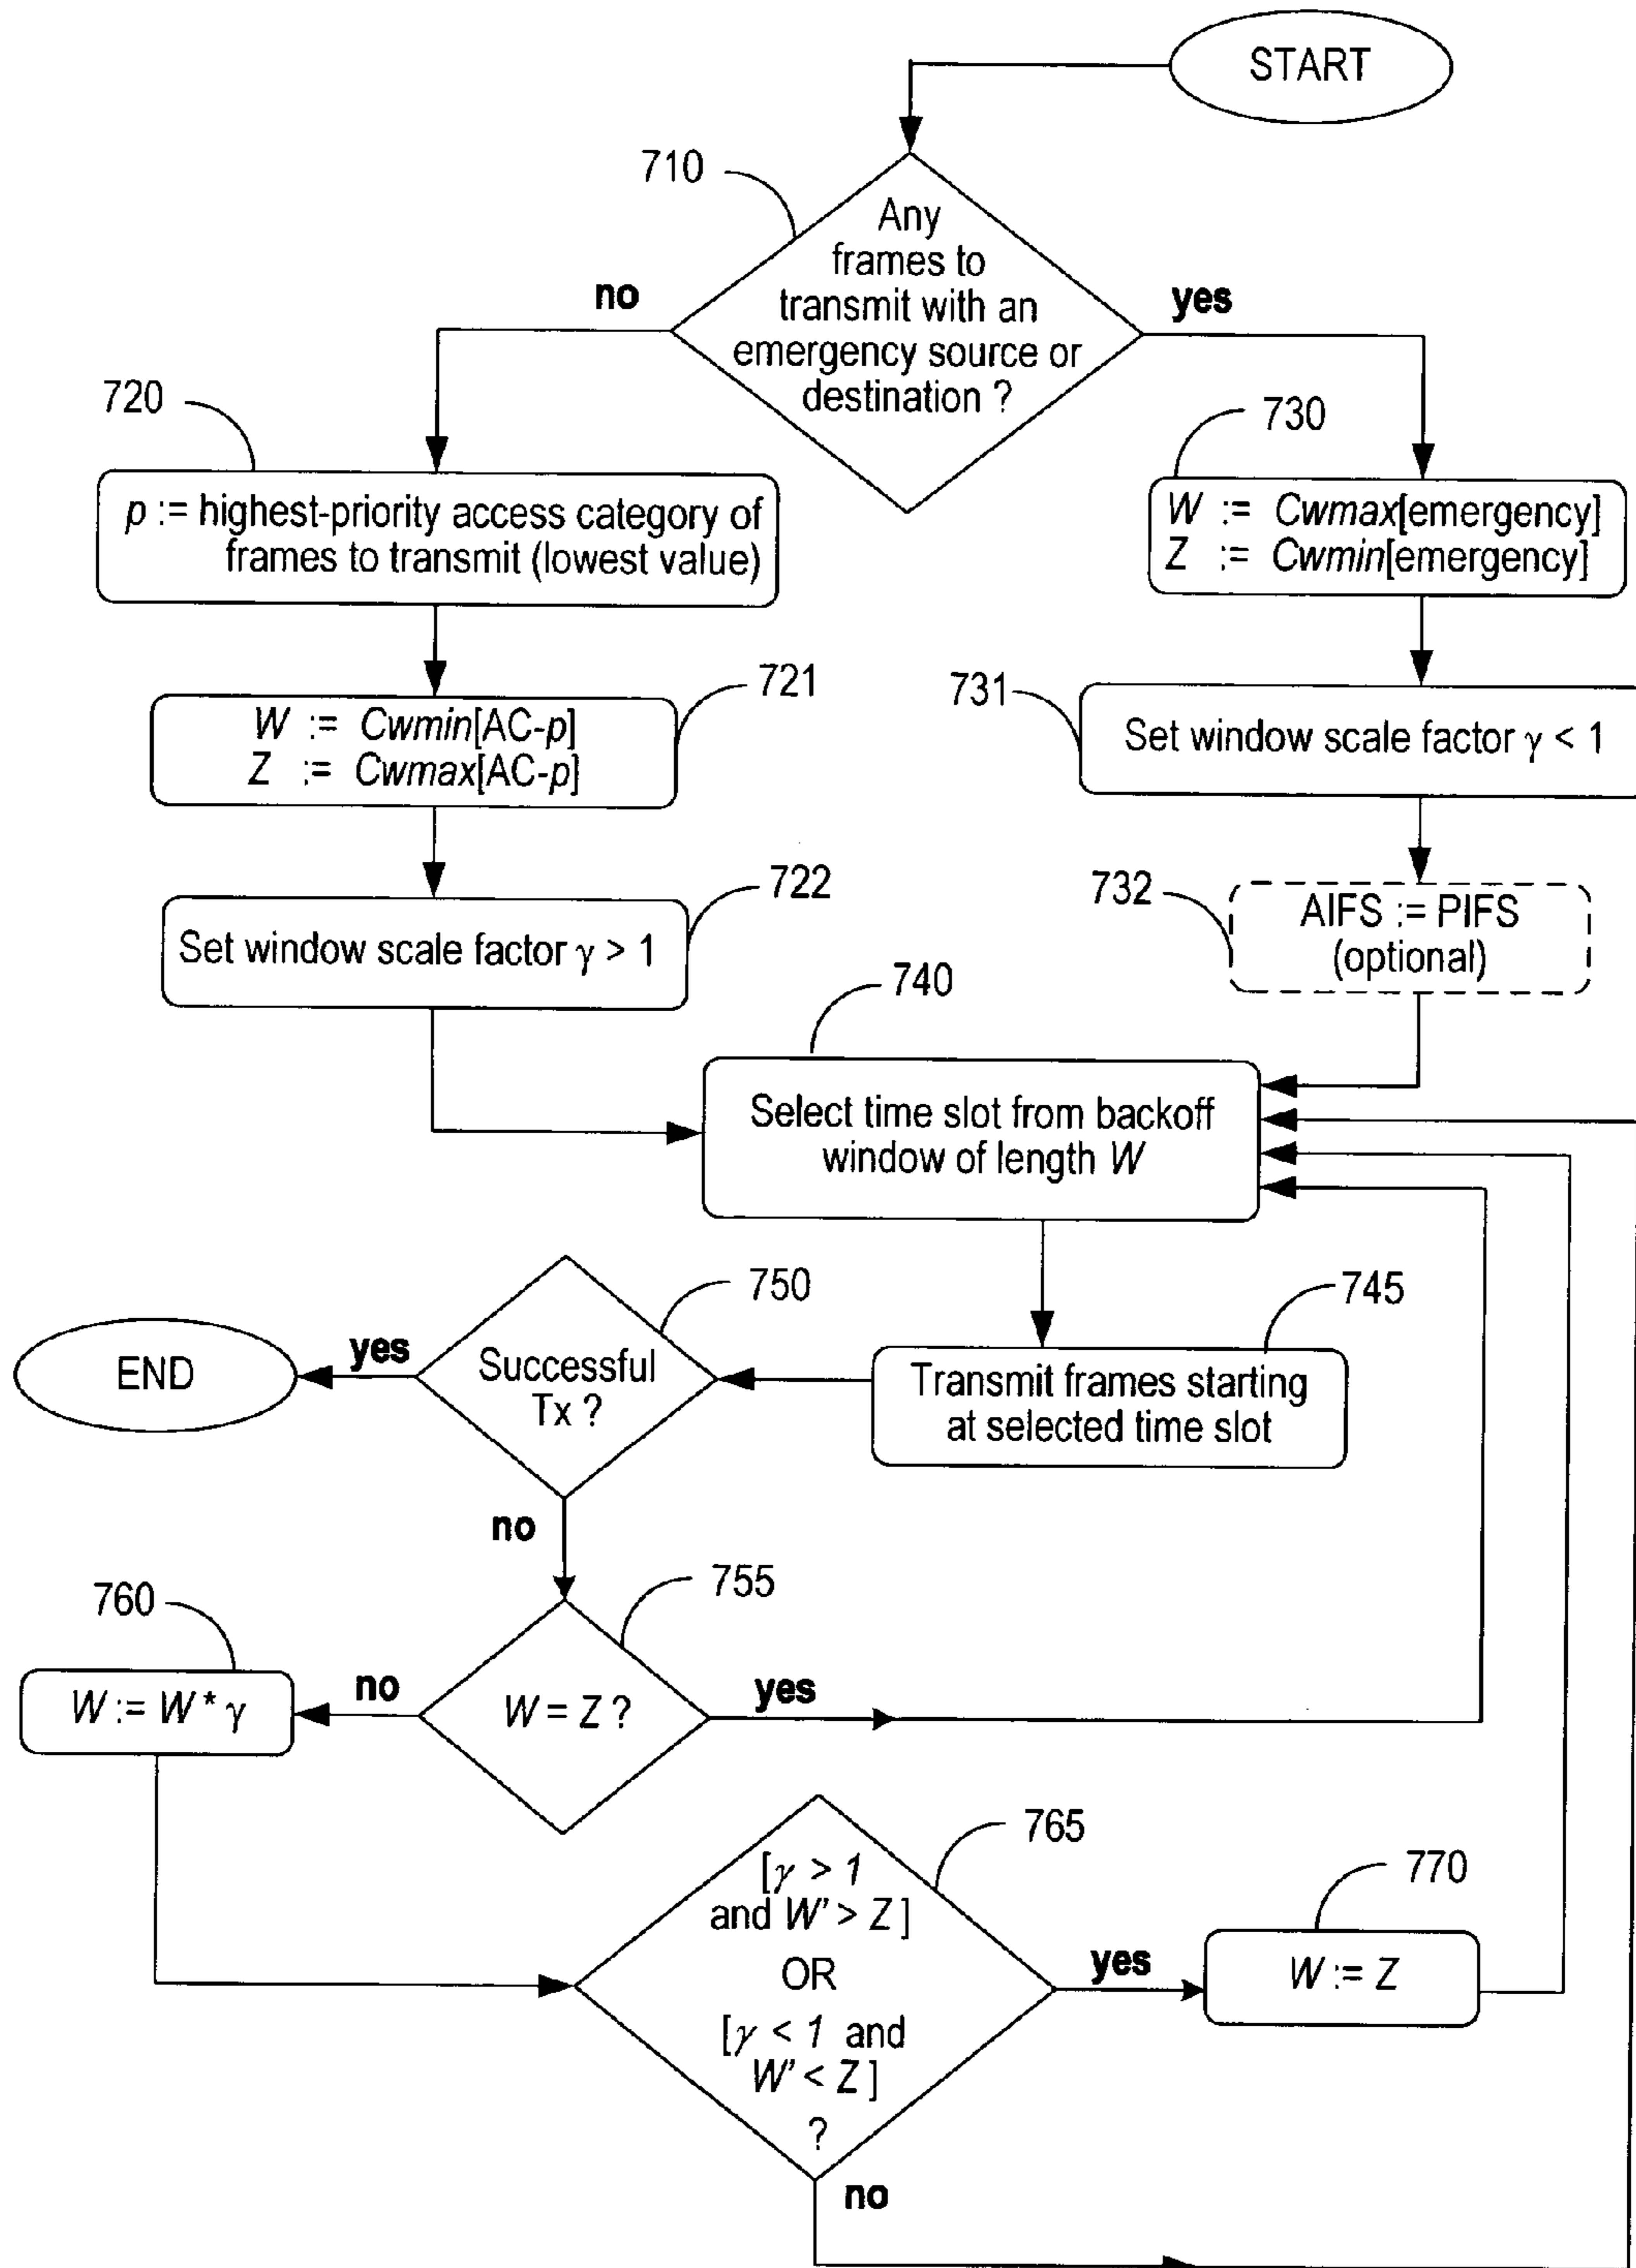 START
710
Any
frames to
transmit with an
emergency source or
destination ?
no
yes
720
p := highest-priority access category of
frames to transmit (lowest value)
730
W := Cwmax[emergency]
Z := Cwmin[emergency]
721
W := Cwmin[AC-p]
Z := Cwmax[AC-p]
731
Set window scale factor γ < 1
722
Set window scale factor γ > 1
732
AIFS := PIFS
(optional)
740
Select time slot from backoff
window of length W
750
745
END
yes
Successful
Tx ?
Transmit frames starting
at selected time slot
no
755
760
W := W * γ
no
W = Z ?
yes
765
[γ > 1
and W' > Z ]
OR
[γ < 1 and
W' < Z ]
?
yes
770
W := Z
no